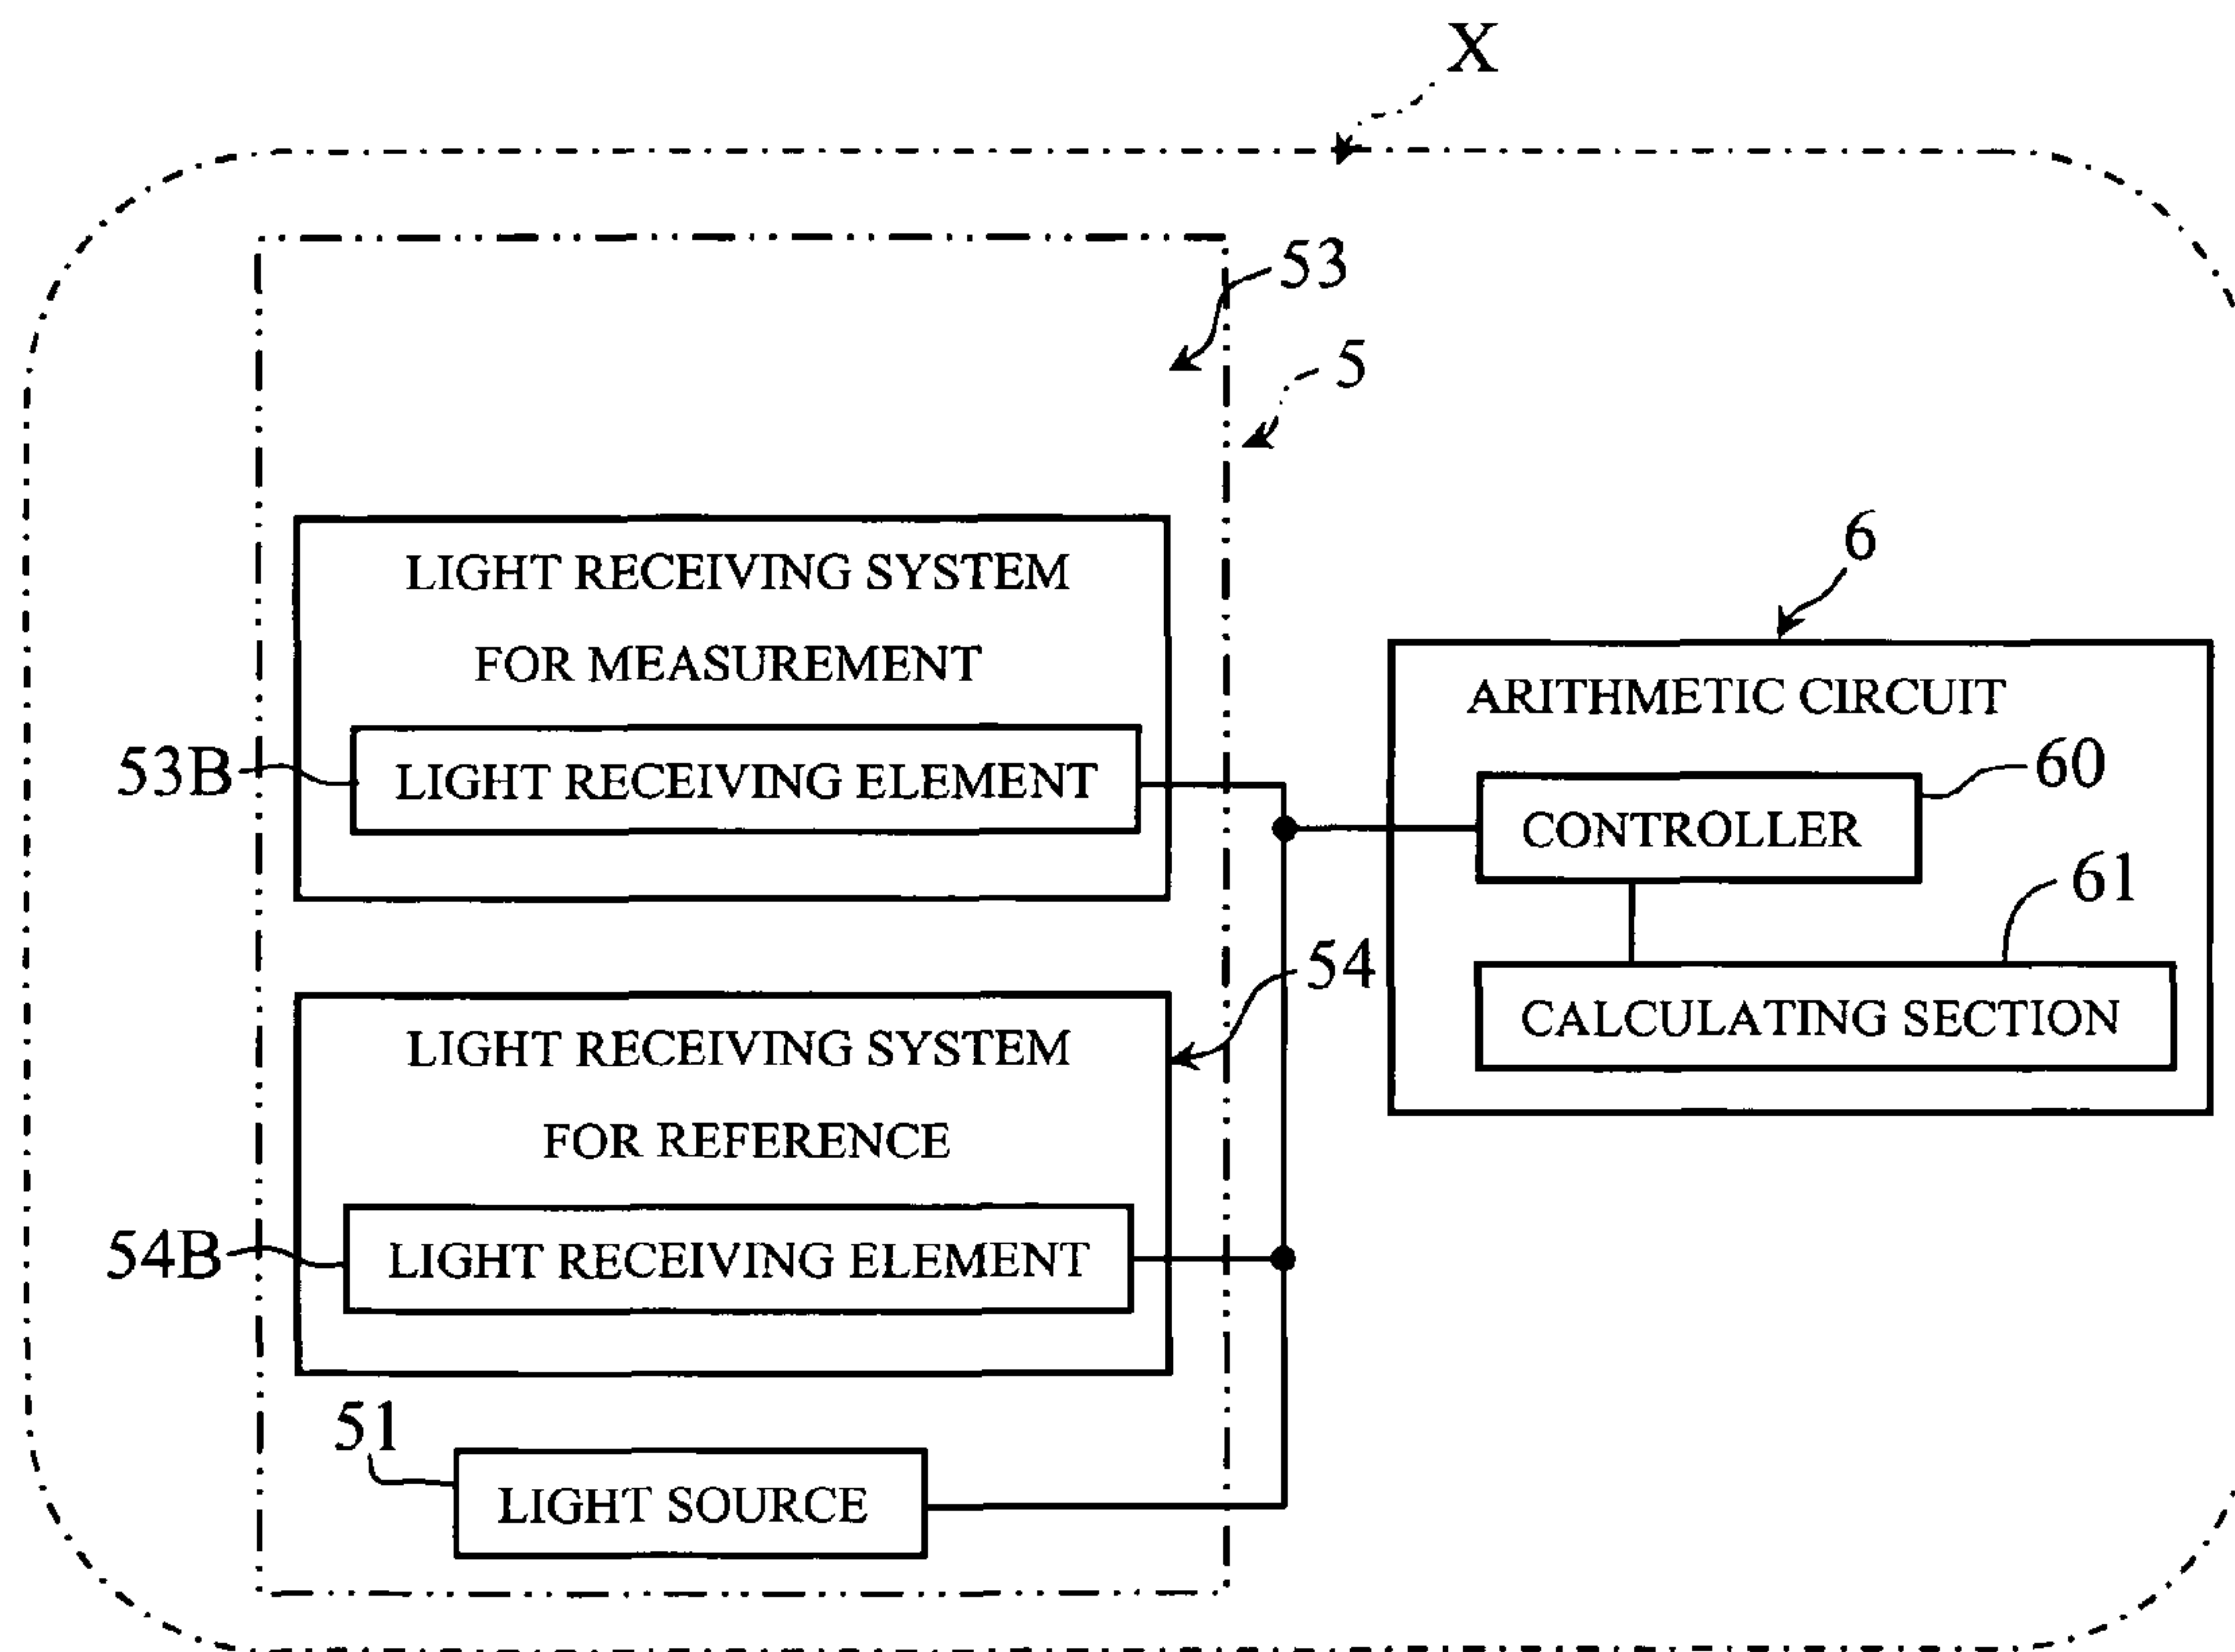 X
53
5
LIGHT RECEIVING SYSTEM
FOR MEASUREMENT
53B
LIGHT RECEIVING ELEMENT
6
ARITHMETIC CIRCUIT
60
CONTROLLER
61
CALCULATING SECTION
54
LIGHT RECEIVING SYSTEM
FOR REFERENCE
54B
LIGHT RECEIVING ELEMENT
51
LIGHT SOURCE